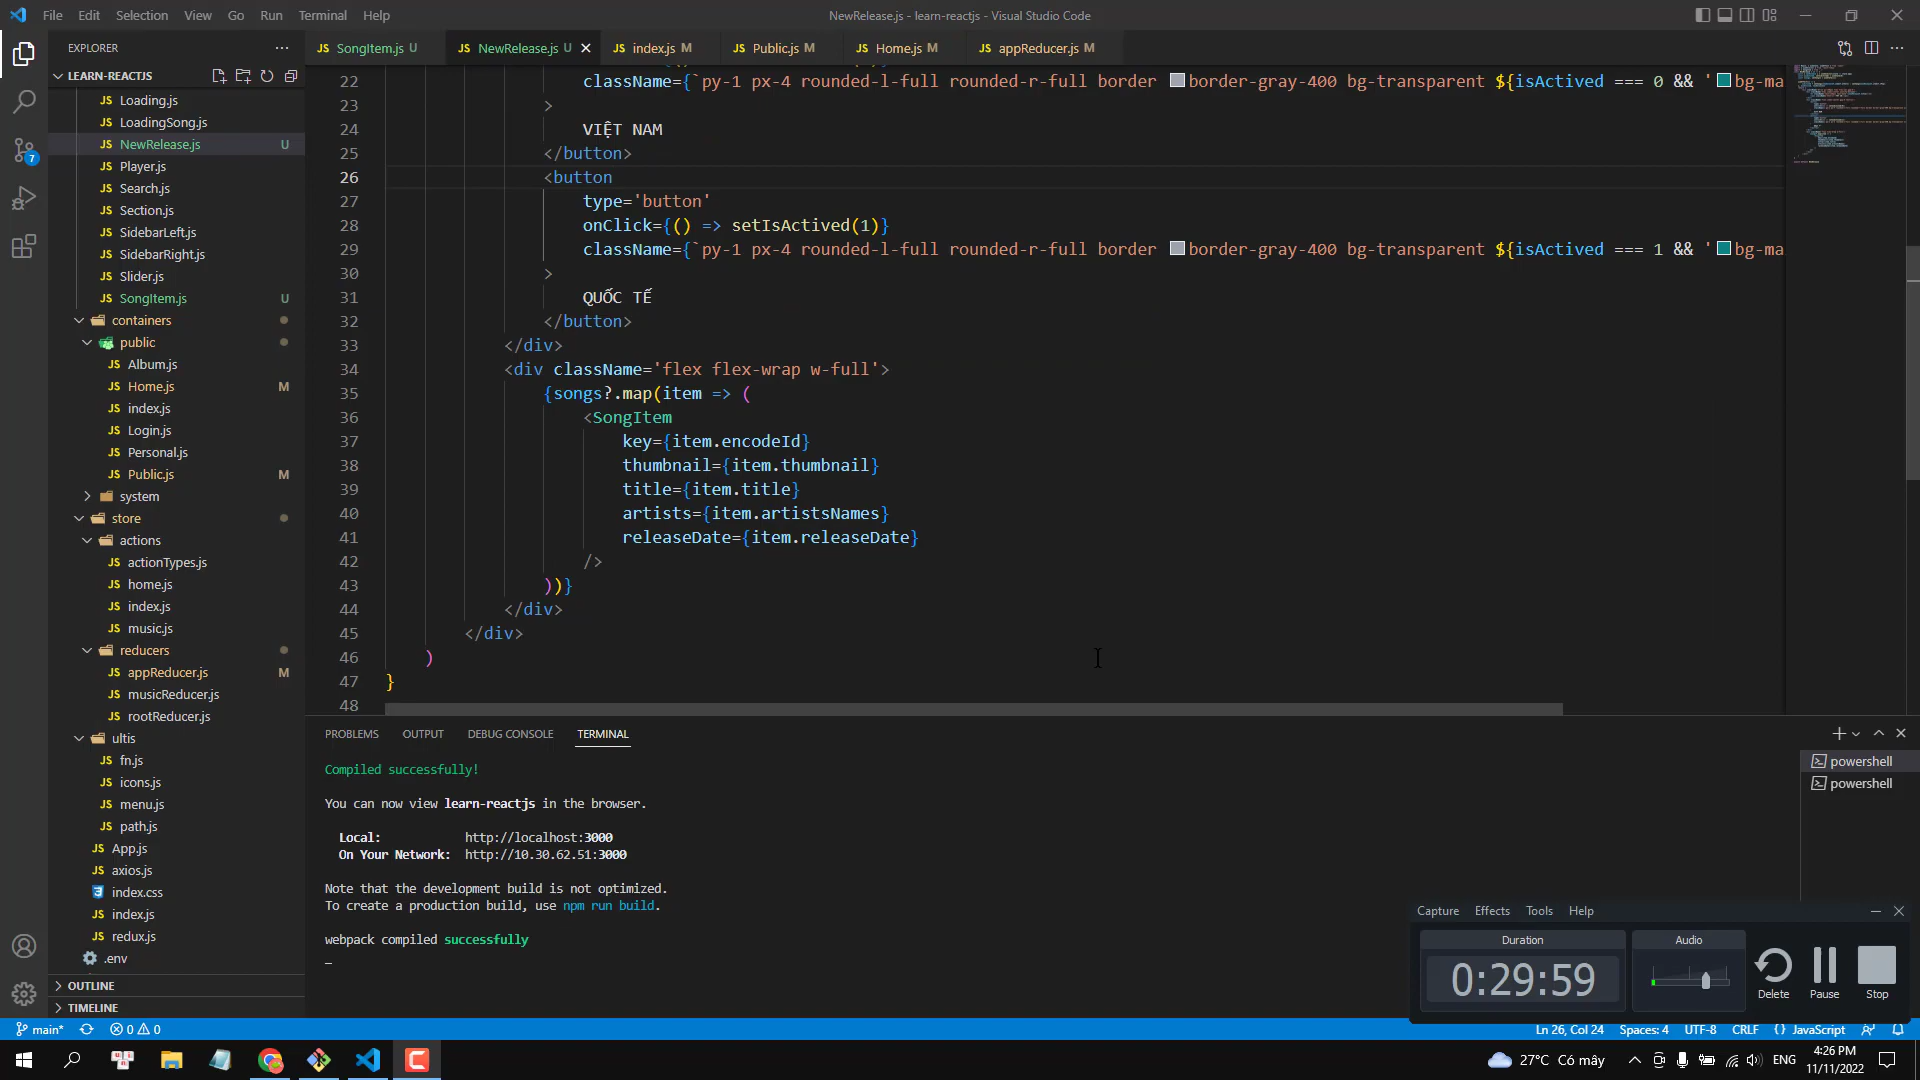 File Edit Selection View Go Run Terminal Help
NewRelease.js - learn-reactjs - Visual Studio Code
EXPLORER
SongItem.js U
NewRelease.js U
index.js M
Public.js M
Home.js M
appReducer.js M
LEARN-REACTJS
Loading.js
LoadingSong.js
NewRelease.js U
Player.js
Search.js
Section.js
SidebarLeft.js
SidebarRight.js
Slider.js
SongItem.js U
containers
public
Album.js
Home.js M
index.js
Login.js
Personal.js
Public.js M
system
store
actions
actionTypes.js
home.js
index.js
music.js
reducers
appReducer.js M
musicReducer.js
rootReducer.js
ultis
fn.js
icons.js
menu.js
path.js
App.js
axios.js
index.css
index.js
redux.js
.env
OUTLINE
TIMELINE
7
22 className={`py-1 px-4 rounded-l-full rounded-r-full border border-gray-400 bg-transparent ${isActived === 0 && 'bg-ma
23 >
24 VIỆT NAM
25 </button>
26 <button
27 type='button'
28 onClick={() => setIsActived(1)}
29 className={`py-1 px-4 rounded-l-full rounded-r-full border border-gray-400 bg-transparent ${isActived === 1 && 'bg-ma
30 >
31 QUỐC TẾ
32 </button>
33 </div>
34 <div className='flex flex-wrap w-full'>
35 {songs?.map(item => (
36 <SongItem
37 key={item.encodeId}
38 thumbnail={item.thumbnail}
39 title={item.title}
40 artists={item.artistsNames}
41 releaseDate={item.releaseDate}
42 />
43 ))}
44 </div>
45 </div>
46 )
47 }
48
PROBLEMS OUTPUT DEBUG CONSOLE TERMINAL
Compiled successfully!
You can now view learn-reactjs in the browser.
Local: http://localhost:3000
On Your Network: http://10.30.62.51:3000
Note that the development build is not optimized.
To create a production build, use npm run build.
webpack compiled successfully
powershell
powershell
Capture Effects Tools Help
Duration
Audio
0:29:59
Delete Pause Stop
main* 0 0
Ln 26, Col 24 Spaces: 4 UTF-8 CRLF {} JavaScript
27°C Có mây
ENG
4:26 PM
11/11/2022